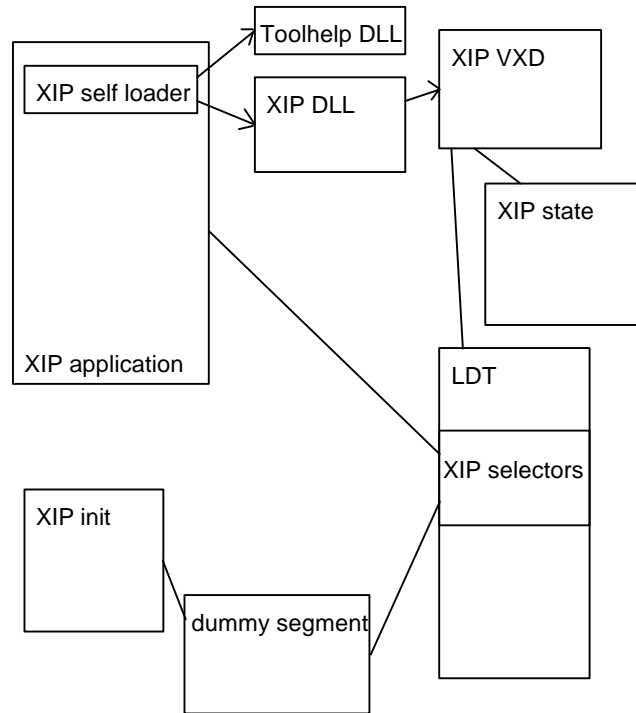 Toolhelp DLL
XIP self loader
XIP DLL
XIP VXD
XIP state
XIP application
LDT
XIP selectors
XIP init
dummy segment